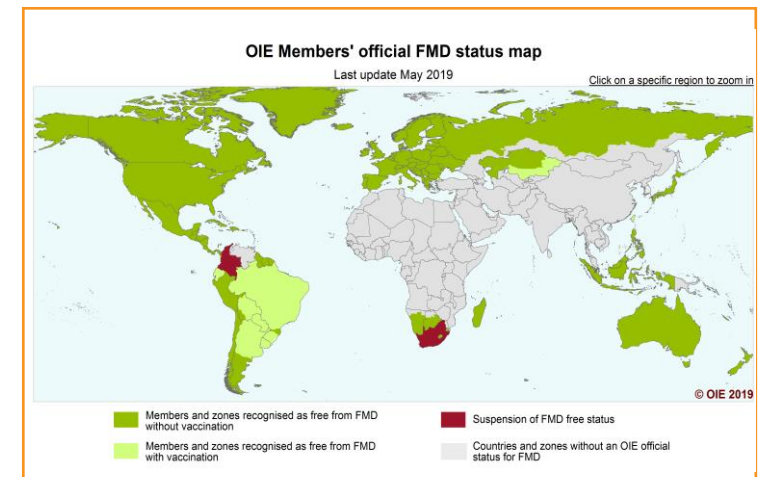 OIE Members' official FMD status map
Last update May 2019
Click on a specific region to zoom in
© OIE 2019
Members and zones recognised as free from FMD
without vaccination
Members and zones recognised as free from FMD
with vaccination
Suspension of FMD free status
Countries and zones without an OIE official
status for FMD